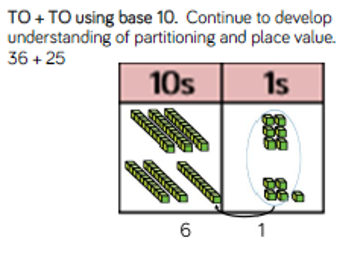 TO + TO using base 10. Continue to develop
understanding of partitioning and place value.
36 + 25
10s 1s
6 1